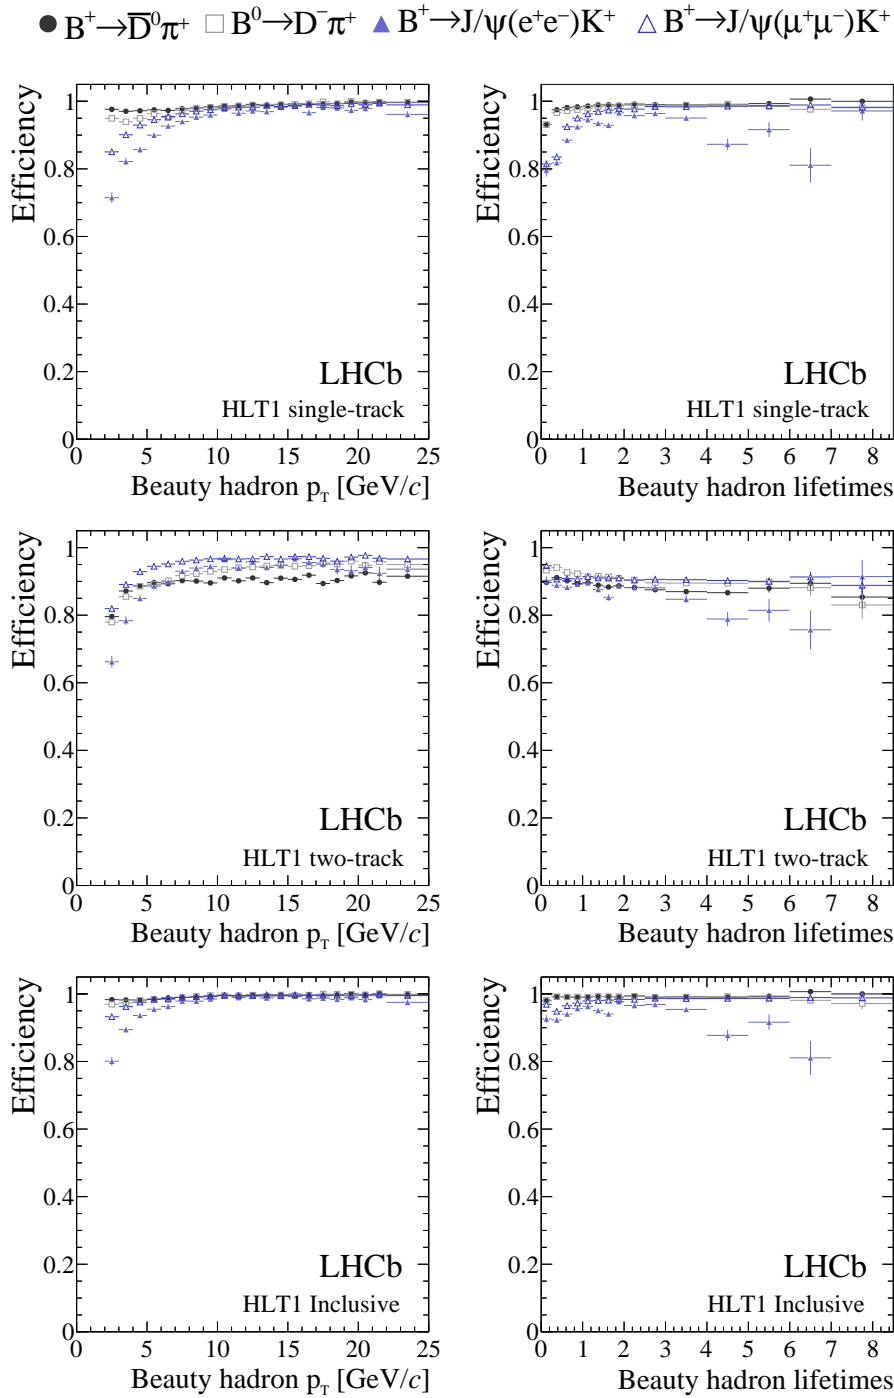 B⁺→D̅⁰π⁺ B⁰→D⁻π⁺ B⁺→J/ψ(e⁺e⁻)K⁺ B⁺→J/ψ(μ⁺μ⁻)K⁺
Efficiency
1
0.8
0.6
0.4
0.2
0
LHCb
HLT1 single-track
0 5 10 15 20 25
Beauty hadron p_T [GeV/c]
Efficiency
1
0.8
0.6
0.4
0.2
0
LHCb
HLT1 single-track
0 1 2 3 4 5 6 7 8
Beauty hadron lifetimes
Efficiency
1
0.8
0.6
0.4
0.2
0
LHCb
HLT1 two-track
0 5 10 15 20 25
Beauty hadron p_T [GeV/c]
Efficiency
1
0.8
0.6
0.4
0.2
0
LHCb
HLT1 two-track
0 1 2 3 4 5 6 7 8
Beauty hadron lifetimes
Efficiency
1
0.8
0.6
0.4
0.2
0
LHCb
HLT1 Inclusive
0 5 10 15 20 25
Beauty hadron p_T [GeV/c]
Efficiency
1
0.8
0.6
0.4
0.2
0
LHCb
HLT1 Inclusive
0 1 2 3 4 5 6 7 8
Beauty hadron lifetimes